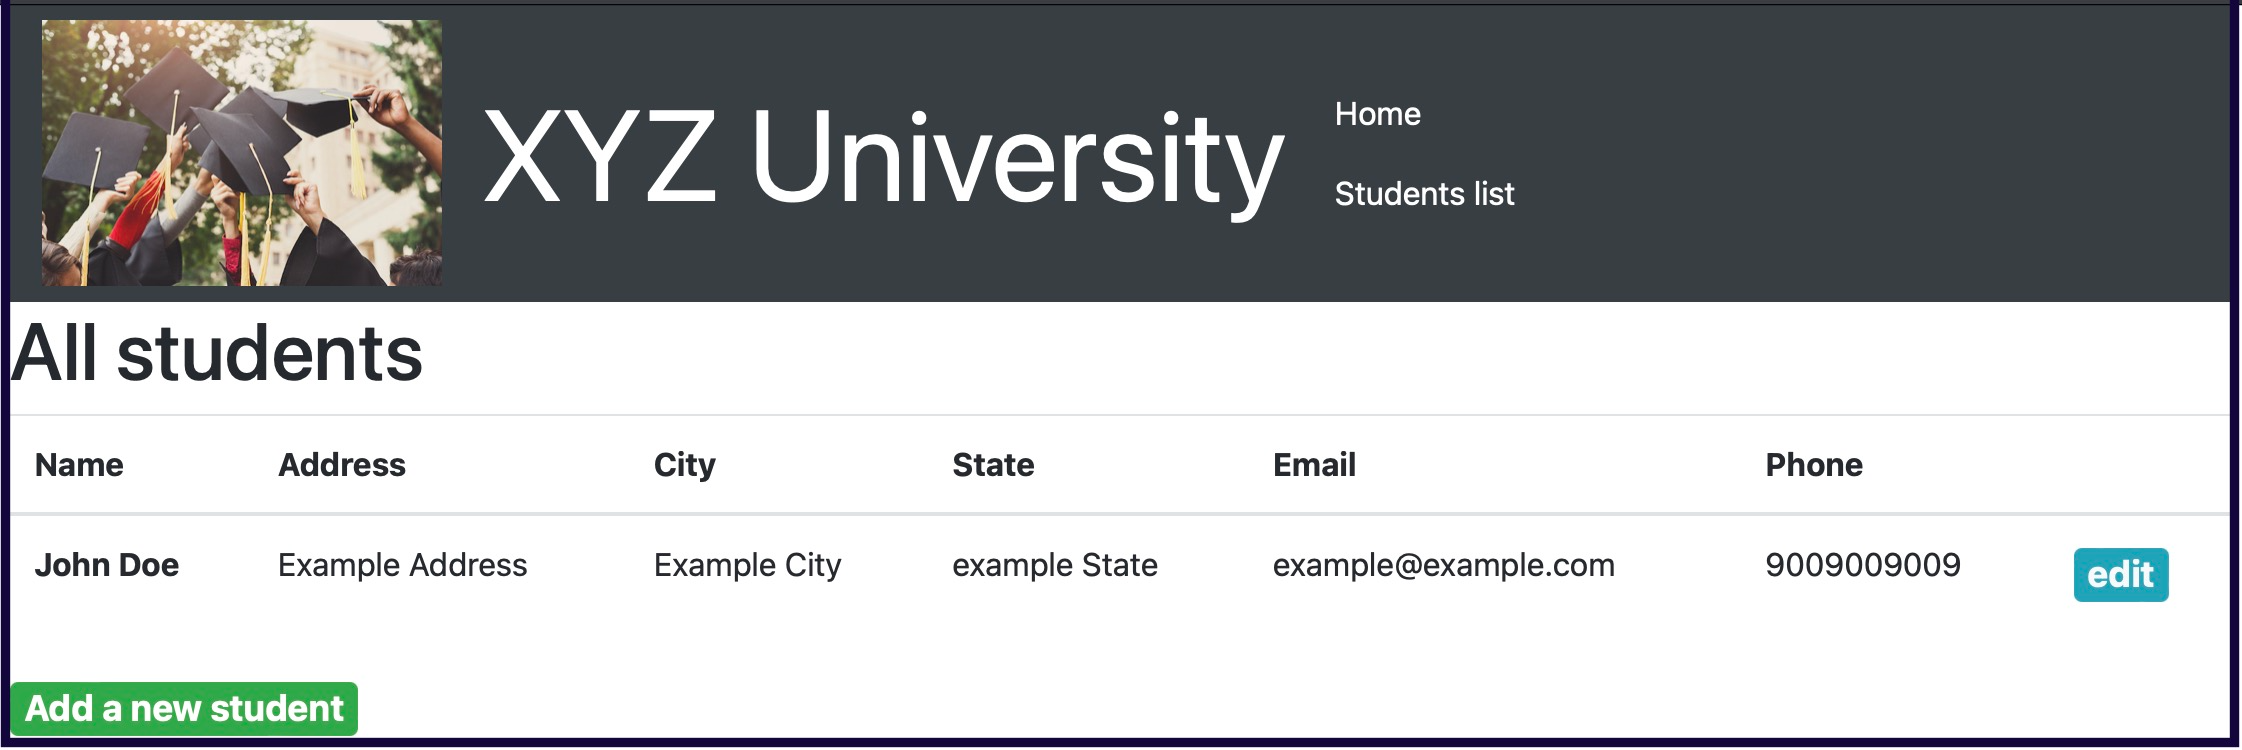 XYZ University
Home
Students list
All students
Name Address City State Email Phone
John Doe Example Address Example City example State example@example.com 9009009009 edit
Add a new student